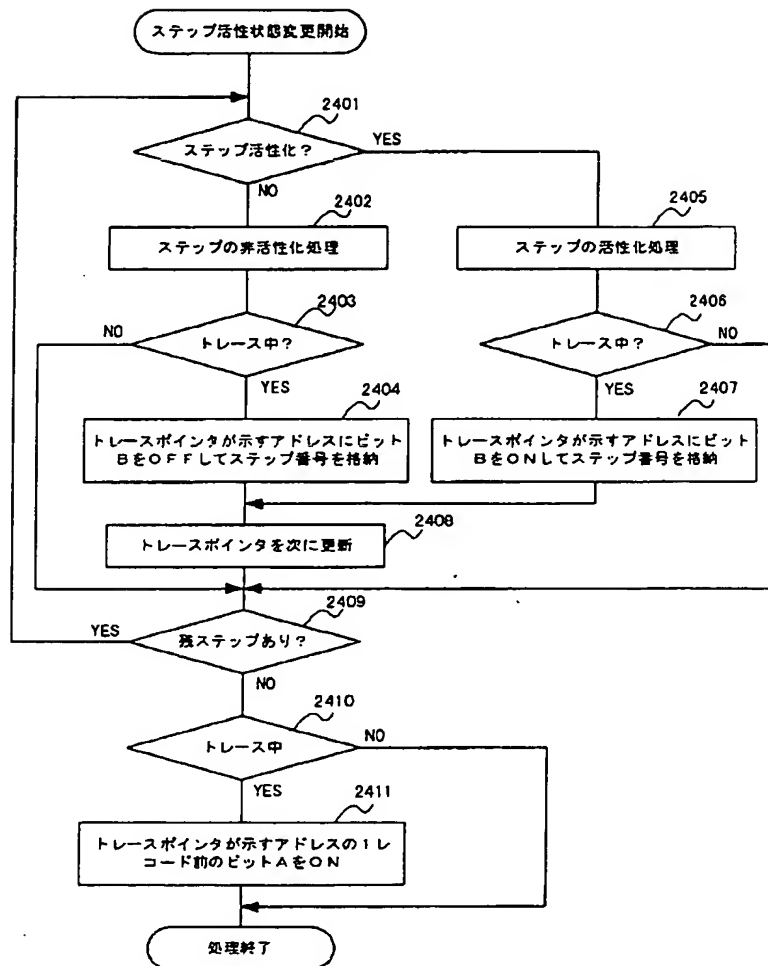 ステップ活性状態変更開始
2401
ステップ活性化?
YES
NO
2402
ステップの非活性化処理
2405
ステップの活性化処理
2403
NO
トレース中?
YES
2406
トレース中?
NO
YES
2404
トレースポインタが示すアドレスにビット
BをOFFしてステップ番号を格納
2407
トレースポインタが示すアドレスにビット
BをONしてステップ番号を格納
2408
トレースポインタを次に更新
2409
YES
残ステップあり?
NO
2410
トレース中
NO
YES
2411
トレースポインタが示すアドレスの1レ
コード前のビットAをON
処理終了